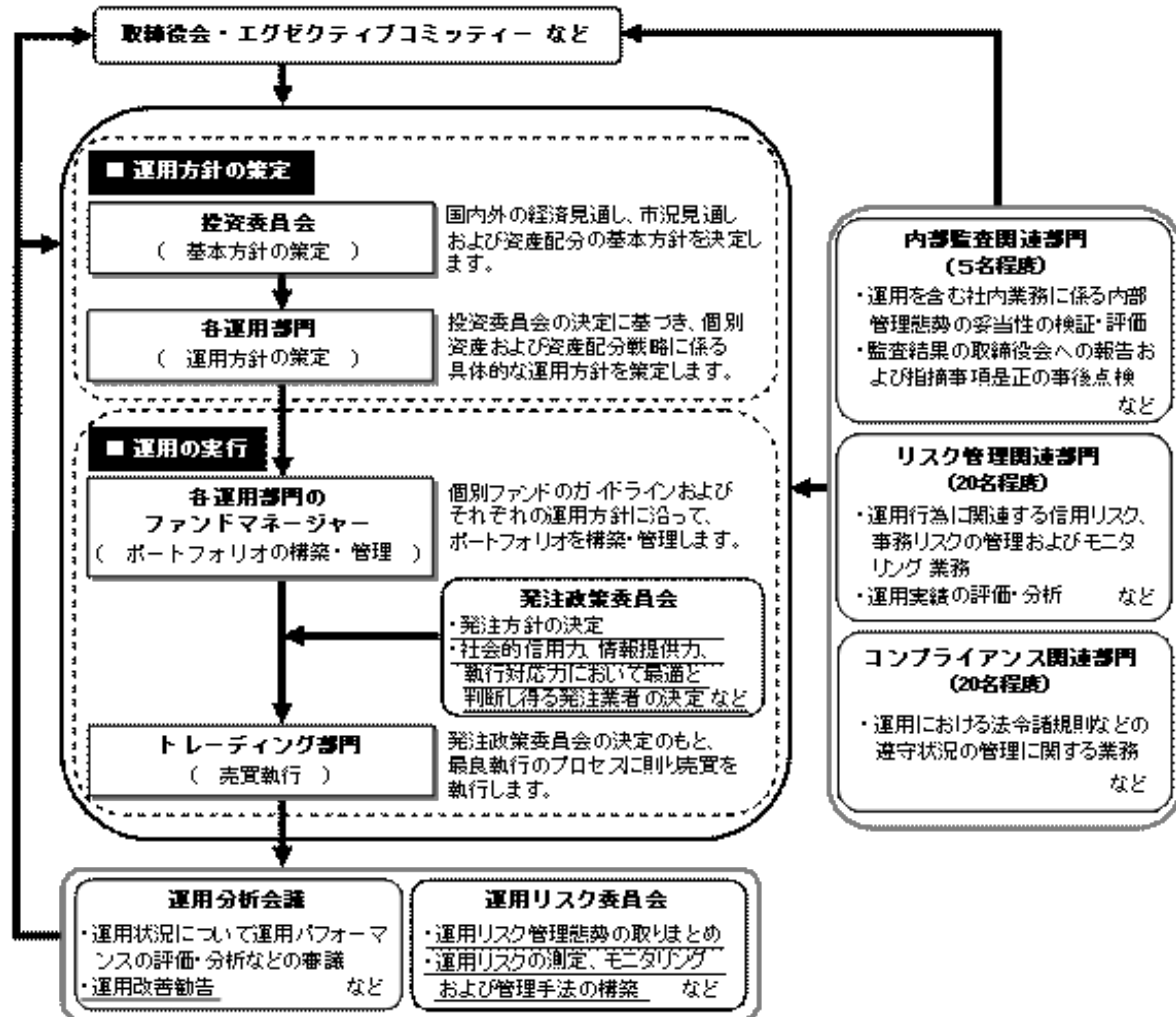 取締役会・エグゼクティブコミッティー など
■ 運用方針の策定
投資委員会
（ 基本方針の策定 ）
国内外の経済見通し、市況見通し
および資産配分の基本方針を決定し
ます。
各運用部門
（ 運用方針の策定 ）
投資委員会の決定に基づき、個別
資産および資産配分戦略に係る
具体的な運用方針を策定します。
■ 運用の実行
各運用部門の
ファンドマネージャー
（ ポートフォリオの構築・管理 ）
個別ファンドのガイドラインおよび
それぞれの運用方針に沿って、
ポートフォリオを構築・管理します。
発注政策委員会
・発注方針の決定
・社会的信用力、情報提供力、
執行対応力において最適と
判断し得る発注業者の決定 など
トレーディング部門
（ 売買執行 ）
発注政策委員会の決定のもと、
最良執行のプロセスに則り売買を
執行します。
内部監査関連部門
（5名程度）
・運用を含む社内業務に係る内部
管理態勢の妥当性の検証・評価
・監査結果の取締役会への報告お
よび指摘事項是正の事後点検
など
リスク管理関連部門
（20名程度）
・運用行為に関連する信用リスク、
事務リスクの管理およびモニタ
リング業務
・運用実績の評価・分析 など
コンプライアンス関連部門
（20名程度）
・運用における法令諸規則などの
遵守状況の管理に関する業務
など
運用分析会議
・運用状況について運用パフォーマ
ンスの評価・分析などの審議
・運用改善勧告 など
運用リスク委員会
・運用リスク管理態勢の取りまとめ
・運用リスクの測定、モニタリング
および管理手法の構築 など